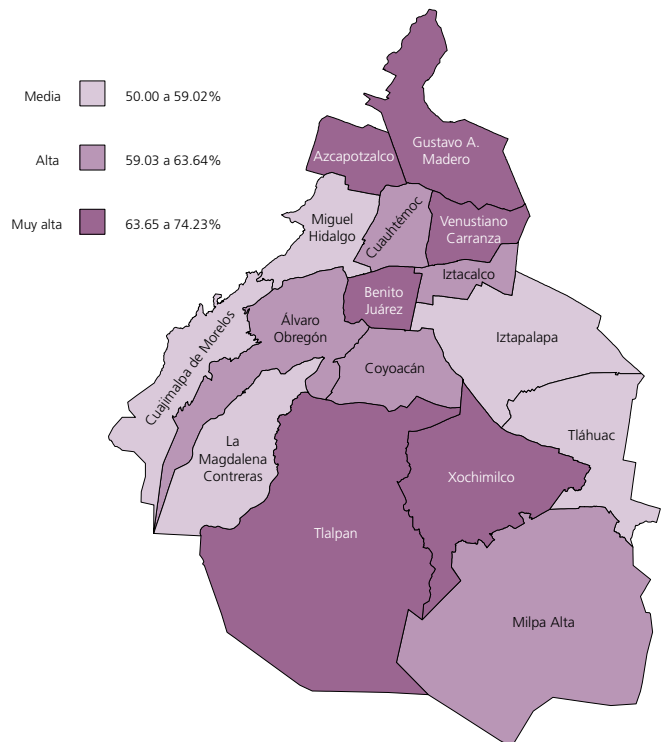 Media 50.00 a 59.02%
Alta 59.03 a 63.64%
Muy alta 63.65 a 74.23%
Gustavo A.
Madero
Azcapotzalco
Miguel
Hidalgo
Cuauhtémoc
Venustiano
Carranza
Iztacalco
Benito
Juárez
Cuajimalpa de Morelos
Álvaro
Obregón
Iztapalapa
Coyoacán
La
Magdalena
Contreras
Tláhuac
Xochimilco
Tlalpan
Milpa Alta